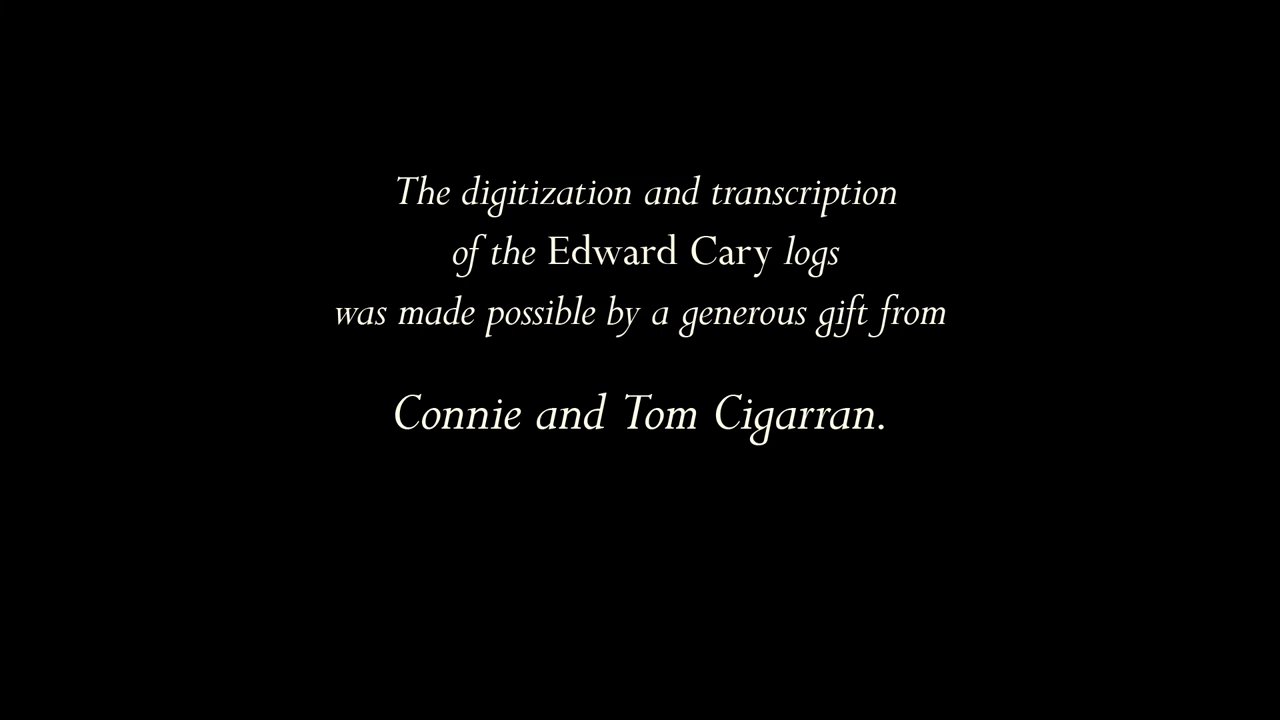 The digitization and transcription
of the Edward Cary logs
was made possible by a generous gift from
Connie and Tom Cigarran.